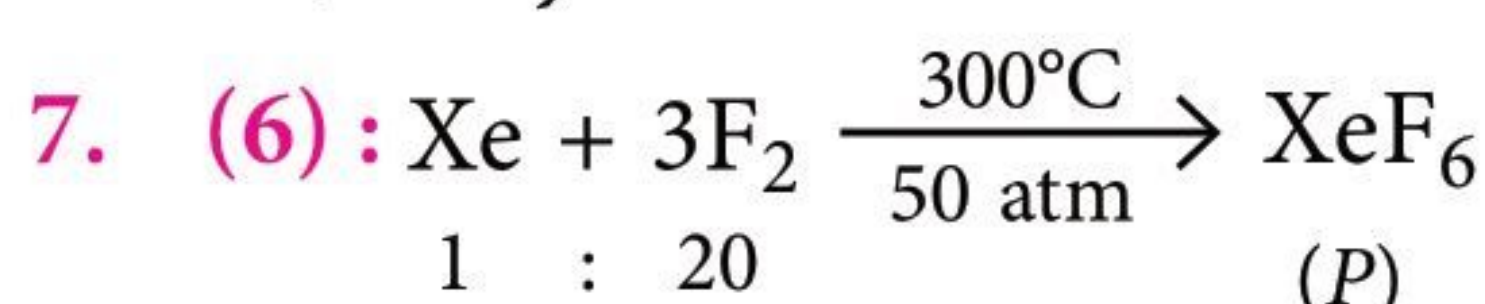 7. (6) : Xe + 3F₂ —300°C, 50 atm→ XeF₆
1 : 20 (P)